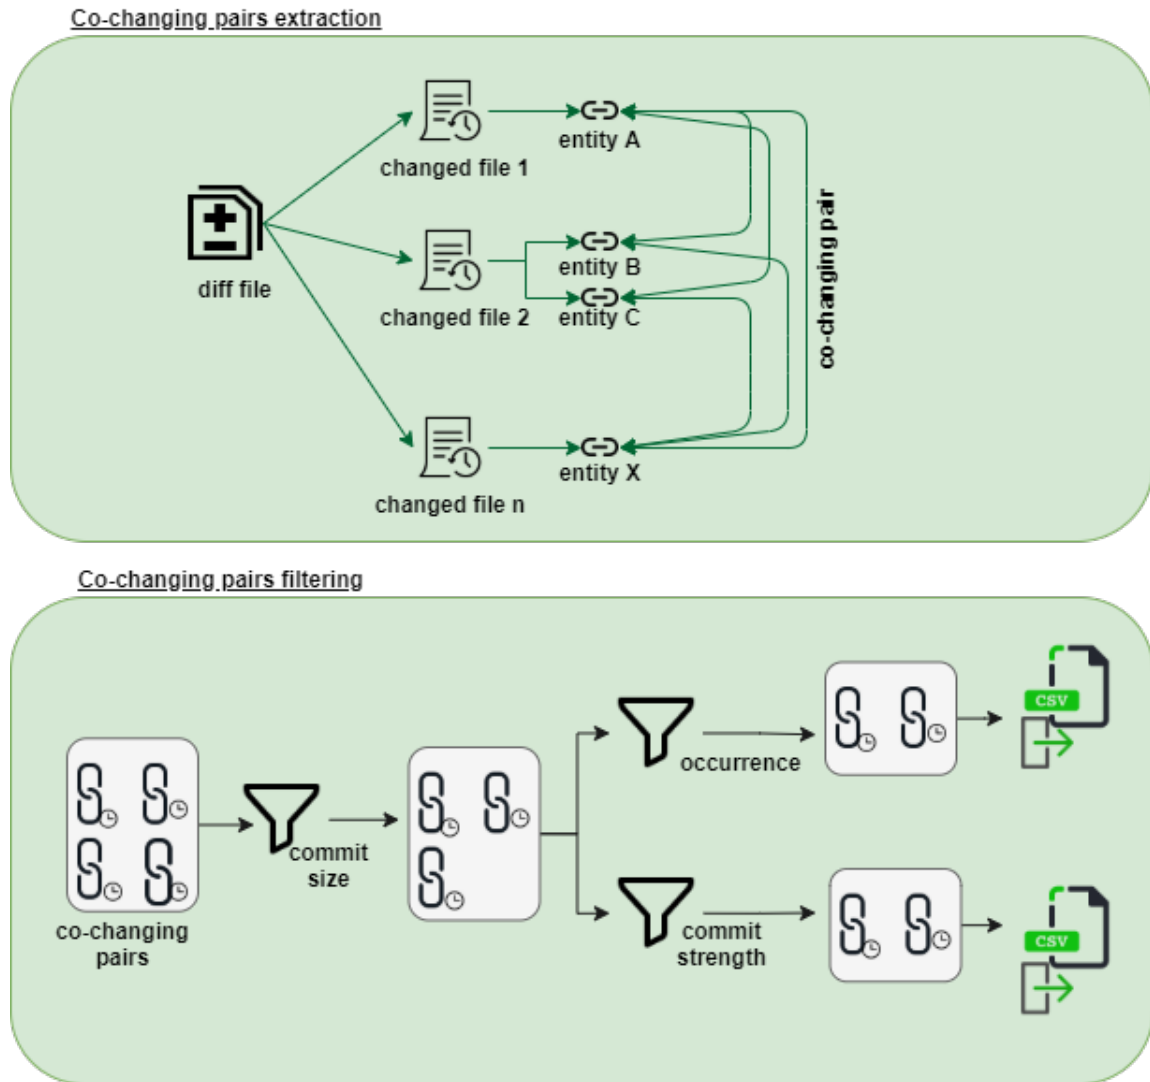 Co-changing pairs extraction
changed file 1
entity A
diff file
changed file 2
entity B
entity C
co-changing pair
changed file n
entity X
Co-changing pairs filtering
co-changing
pairs
commit
size
occurrence
CSV
commit
strength
CSV